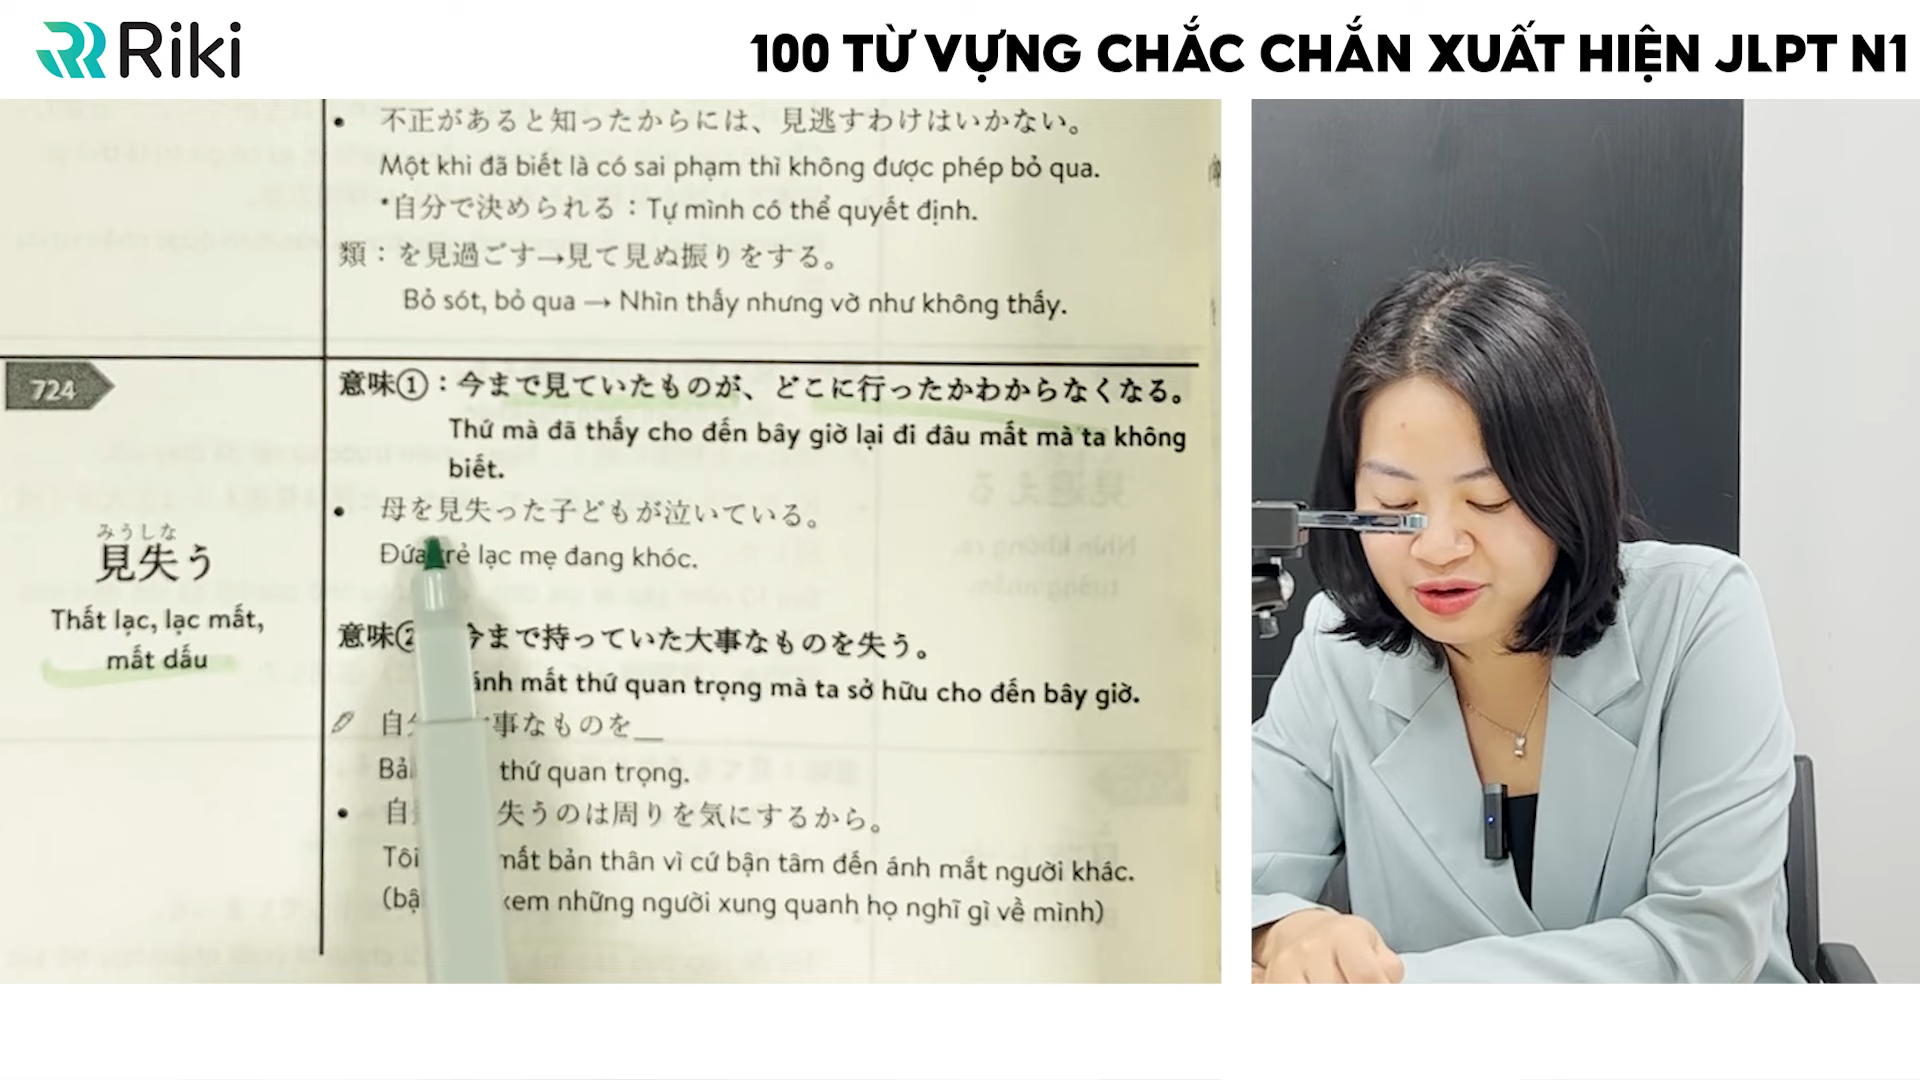 Riki
100 TỪ VỰNG CHẮC CHẮN XUẤT HIỆN JLPT N1
• 不正があると知ったからには、見逃すわけはいかない。
Một khi đã biết là có sai phạm thì không được phép bỏ qua.
*自分で決められる：Tự mình có thể quyết định.
類：を見過ごす→見て見ぬ振りをする。
Bỏ sót, bỏ qua → Nhìn thấy nhưng vờ như không thấy.
724
見失う
みうしな
Thất lạc, lạc mất,
mất dấu
意味①：今まで見ていたものが、どこに行ったかわからなくなる。
Thứ mà đã thấy cho đến bây giờ lại đi đâu mất mà ta không
biết.
• 母を見失った子どもが泣いている。
Đứa trẻ lạc mẹ đang khóc.
意味② 今まで持っていた大事なものを失う。
ánh mất thứ quan trọng mà ta sở hữu cho đến bây giờ.
自 事なものを__
thứ quan trọng.
• 自 失うのは周りを気にするから。
Tôi mất bản thân vì cứ bận tâm đến ánh mắt người khác.
xem những người xung quanh họ nghĩ gì về mình)